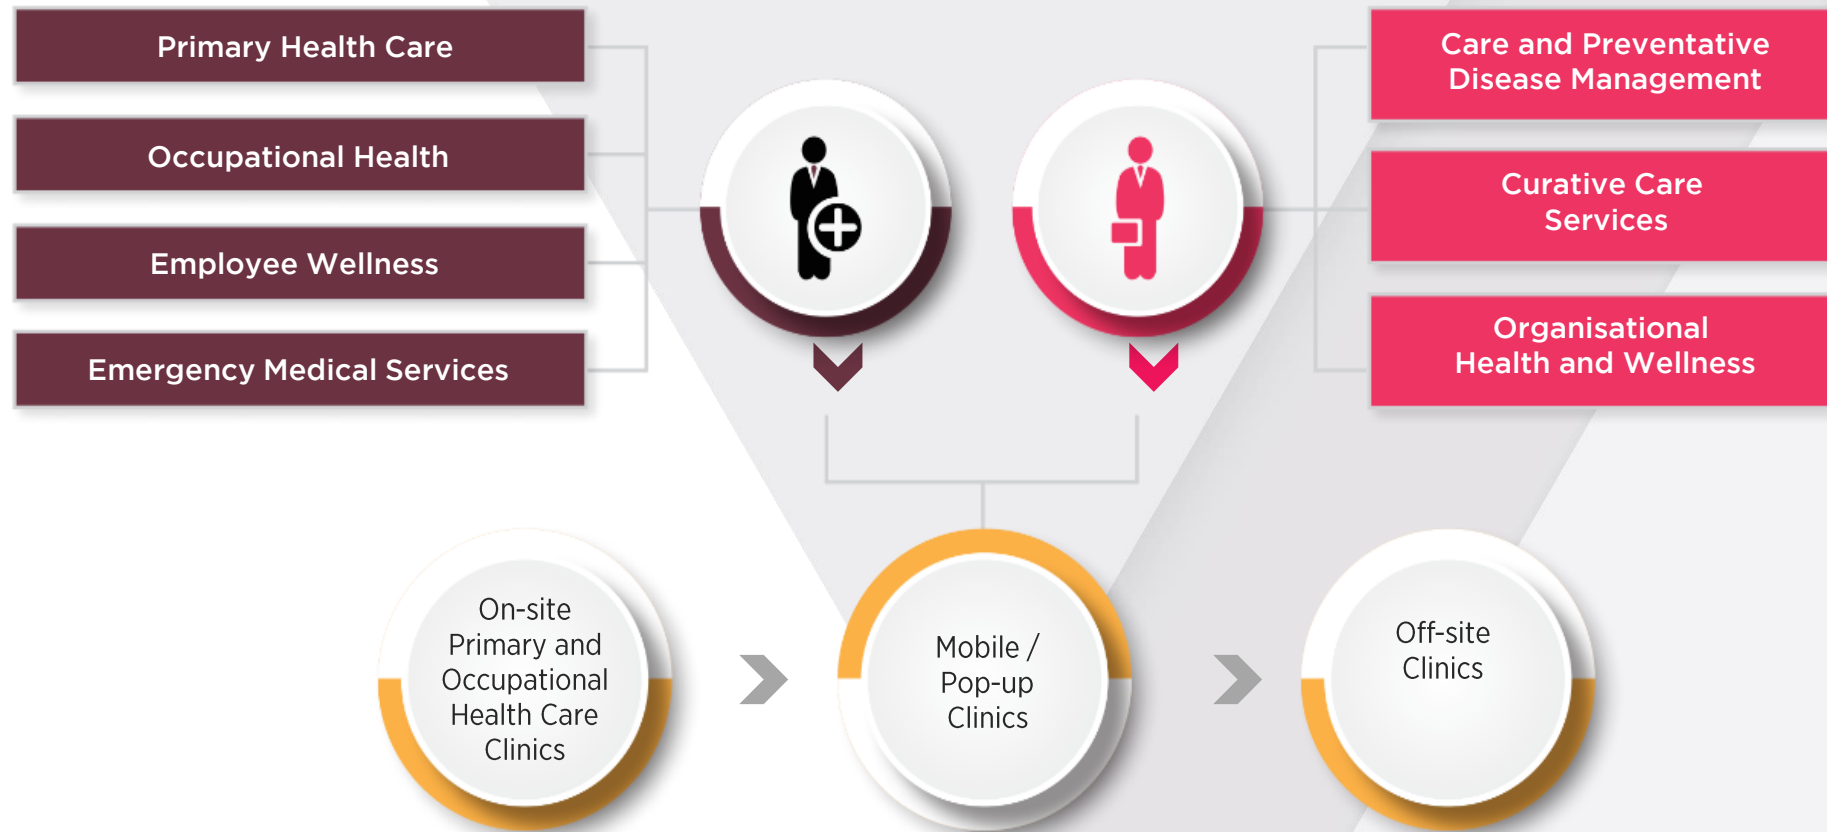 Primary Health Care
Occupational Health
Employee Wellness
Emergency Medical Services
Care and Preventative
Disease Management
Curative Care
Services
Organisational
Health and Wellness
On-site
Primary and
Occupational
Health Care
Clinics
Mobile /
Pop-up
Clinics
Off-site
Clinics